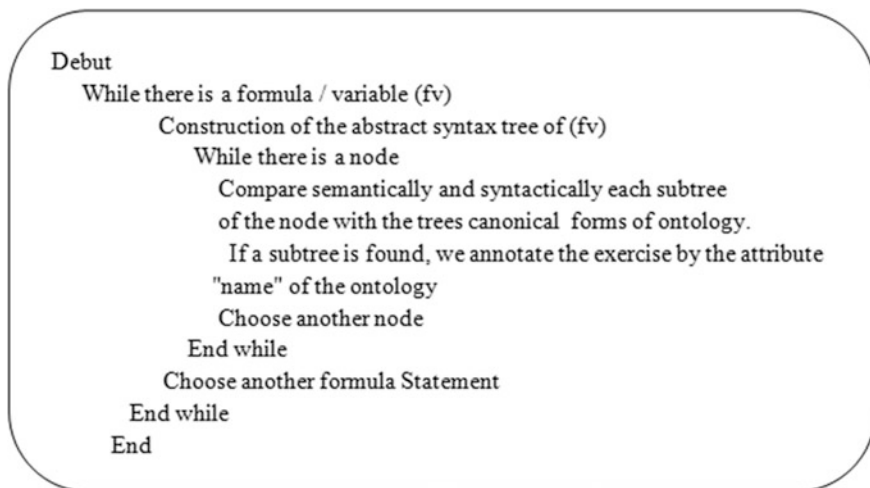 Debut
While there is a formula / variable (fv)
Construction of the abstract syntax tree of (fv)
While there is a node
Compare semantically and syntactically each subtree
of the node with the trees canonical forms of ontology.
If a subtree is found, we annotate the exercise by the attribute
"name" of the ontology
Choose another node
End while
Choose another formula Statement
End while
End